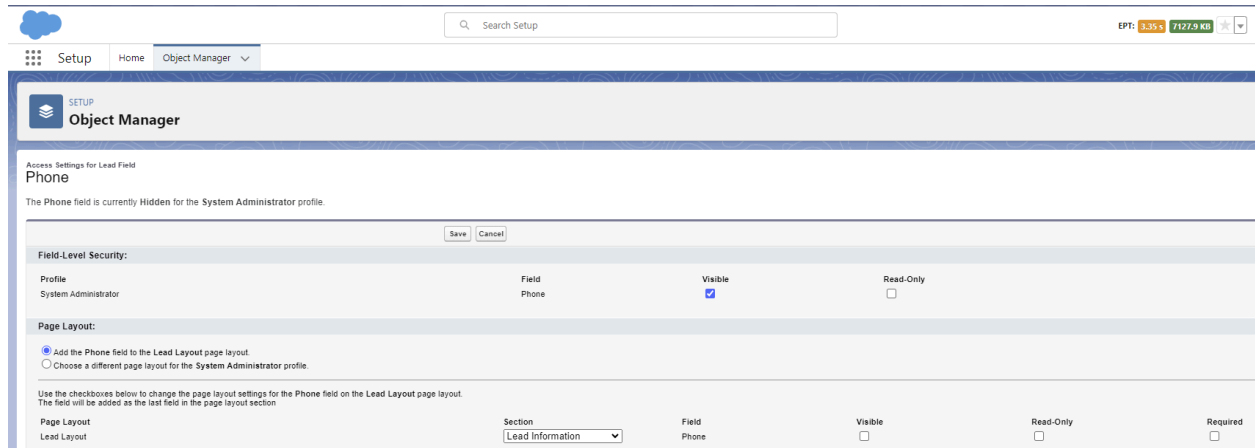 Search Setup
EPT: 3.35 s 7127.9 KB
Setup Home Object Manager
SETUP
Object Manager
Access Settings for Lead Field
Phone
The Phone field is currently Hidden for the System Administrator profile.
Save Cancel
Field-Level Security:
Profile Field Visible Read-Only
System Administrator Phone
Page Layout:
Add the Phone field to the Lead Layout page layout.
Choose a different page layout for the System Administrator profile.
Use the checkboxes below to change the page layout settings for the Phone field on the Lead Layout page layout.
The field will be added as the last field in the page layout section
Page Layout Section Field Visible Read-Only Required
Lead Layout Lead Information Phone